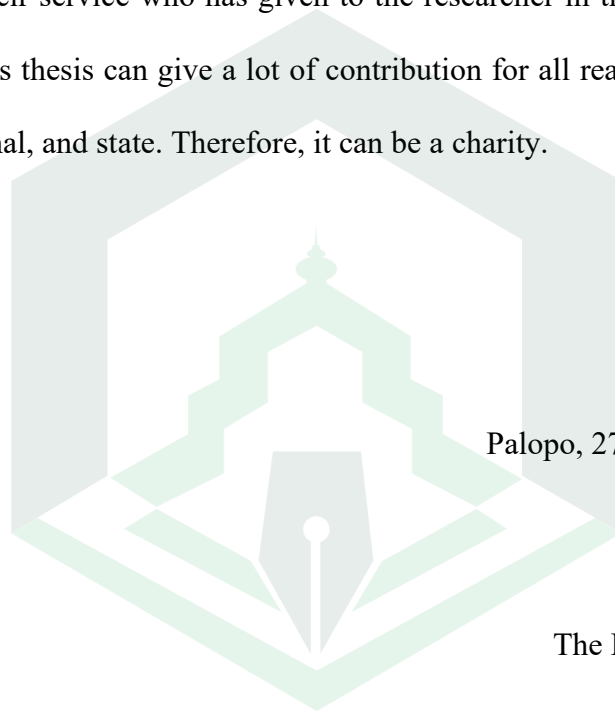 service who has given to the researcher in
thesis can give a lot of contribution for all
and state. Therefore, it can be a charity.
Palopo,
The